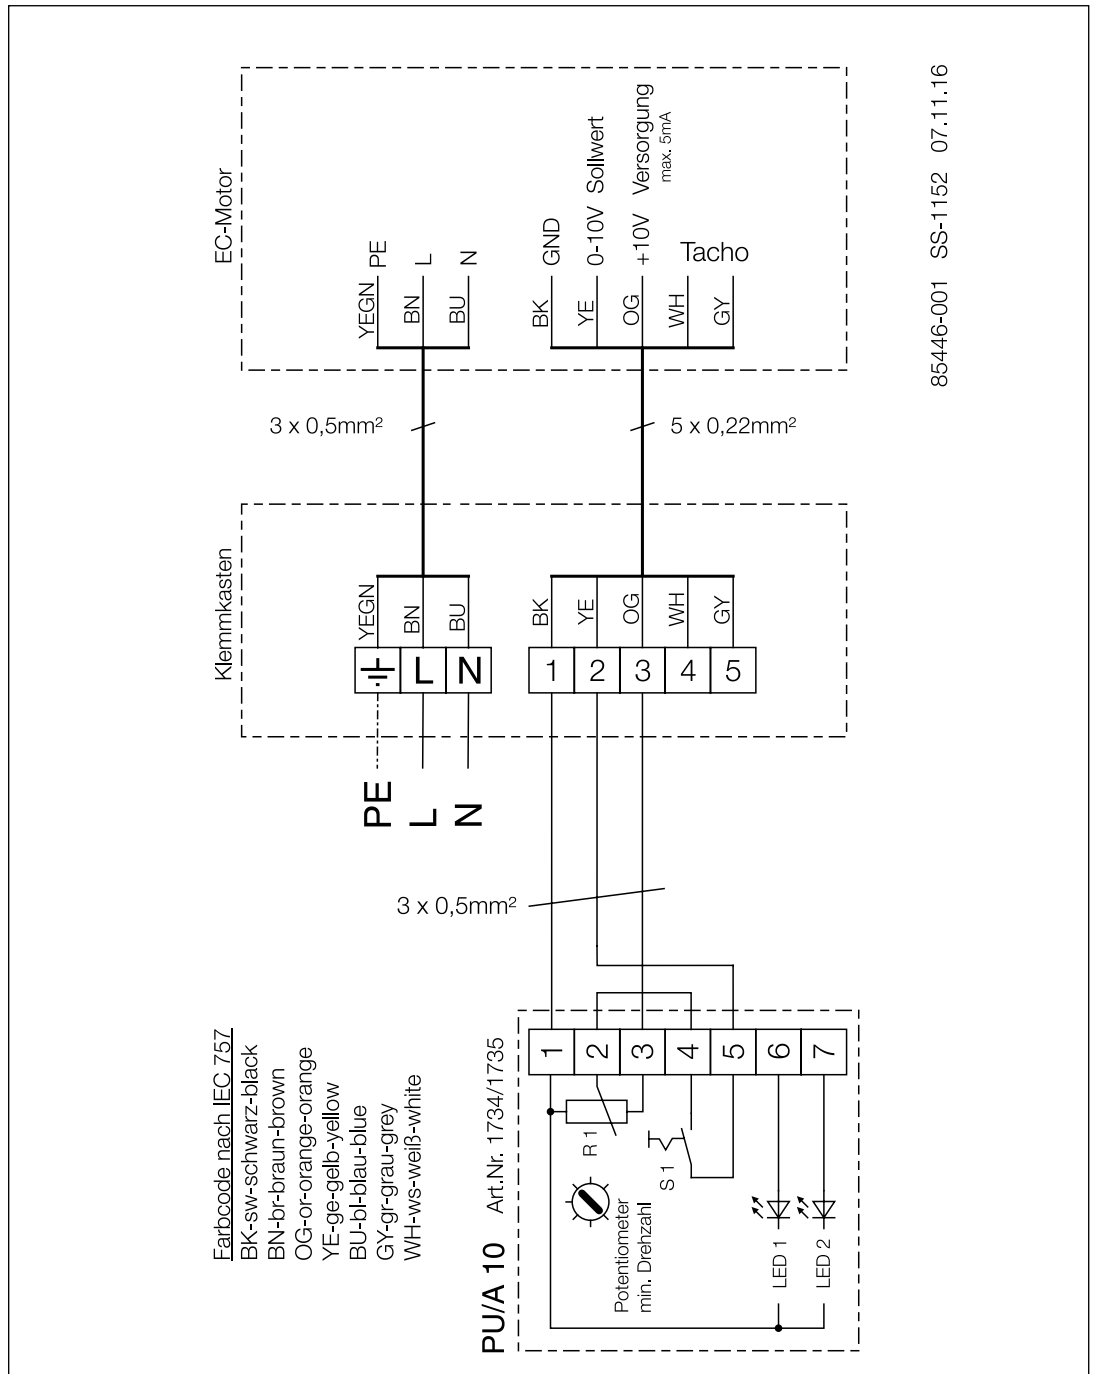 EC-Motor
PE
L
N
GND
0-10V Sollwert
+10V Versorgung
max. 5mA
Tacho
YEGN
BN
BU
BK
YE
OG
WH
GY
85446-001 SS-1152 07.11.16
3 x 0,5mm²
5 x 0,22mm²
Klemmkasten
YEGN
BN
BU
BK
YE
OG
WH
GY
L
N
1
2
3
4
5
PE
L
N
3 x 0,5mm²
Farbcode nach IEC 757
BK-sw-schwarz-black
BN-br-braun-brown
OG-or-orange-orange
YE-ge-gelb-yellow
BU-bl-blau-blue
GY-gr-grau-grey
WH-ws-weiß-white
PU/A 10 Art.Nr. 1734/1735
1
2
3
4
5
6
7
R 1
S 1
Potentiometer
min. Drehzahl
LED 1
LED 2